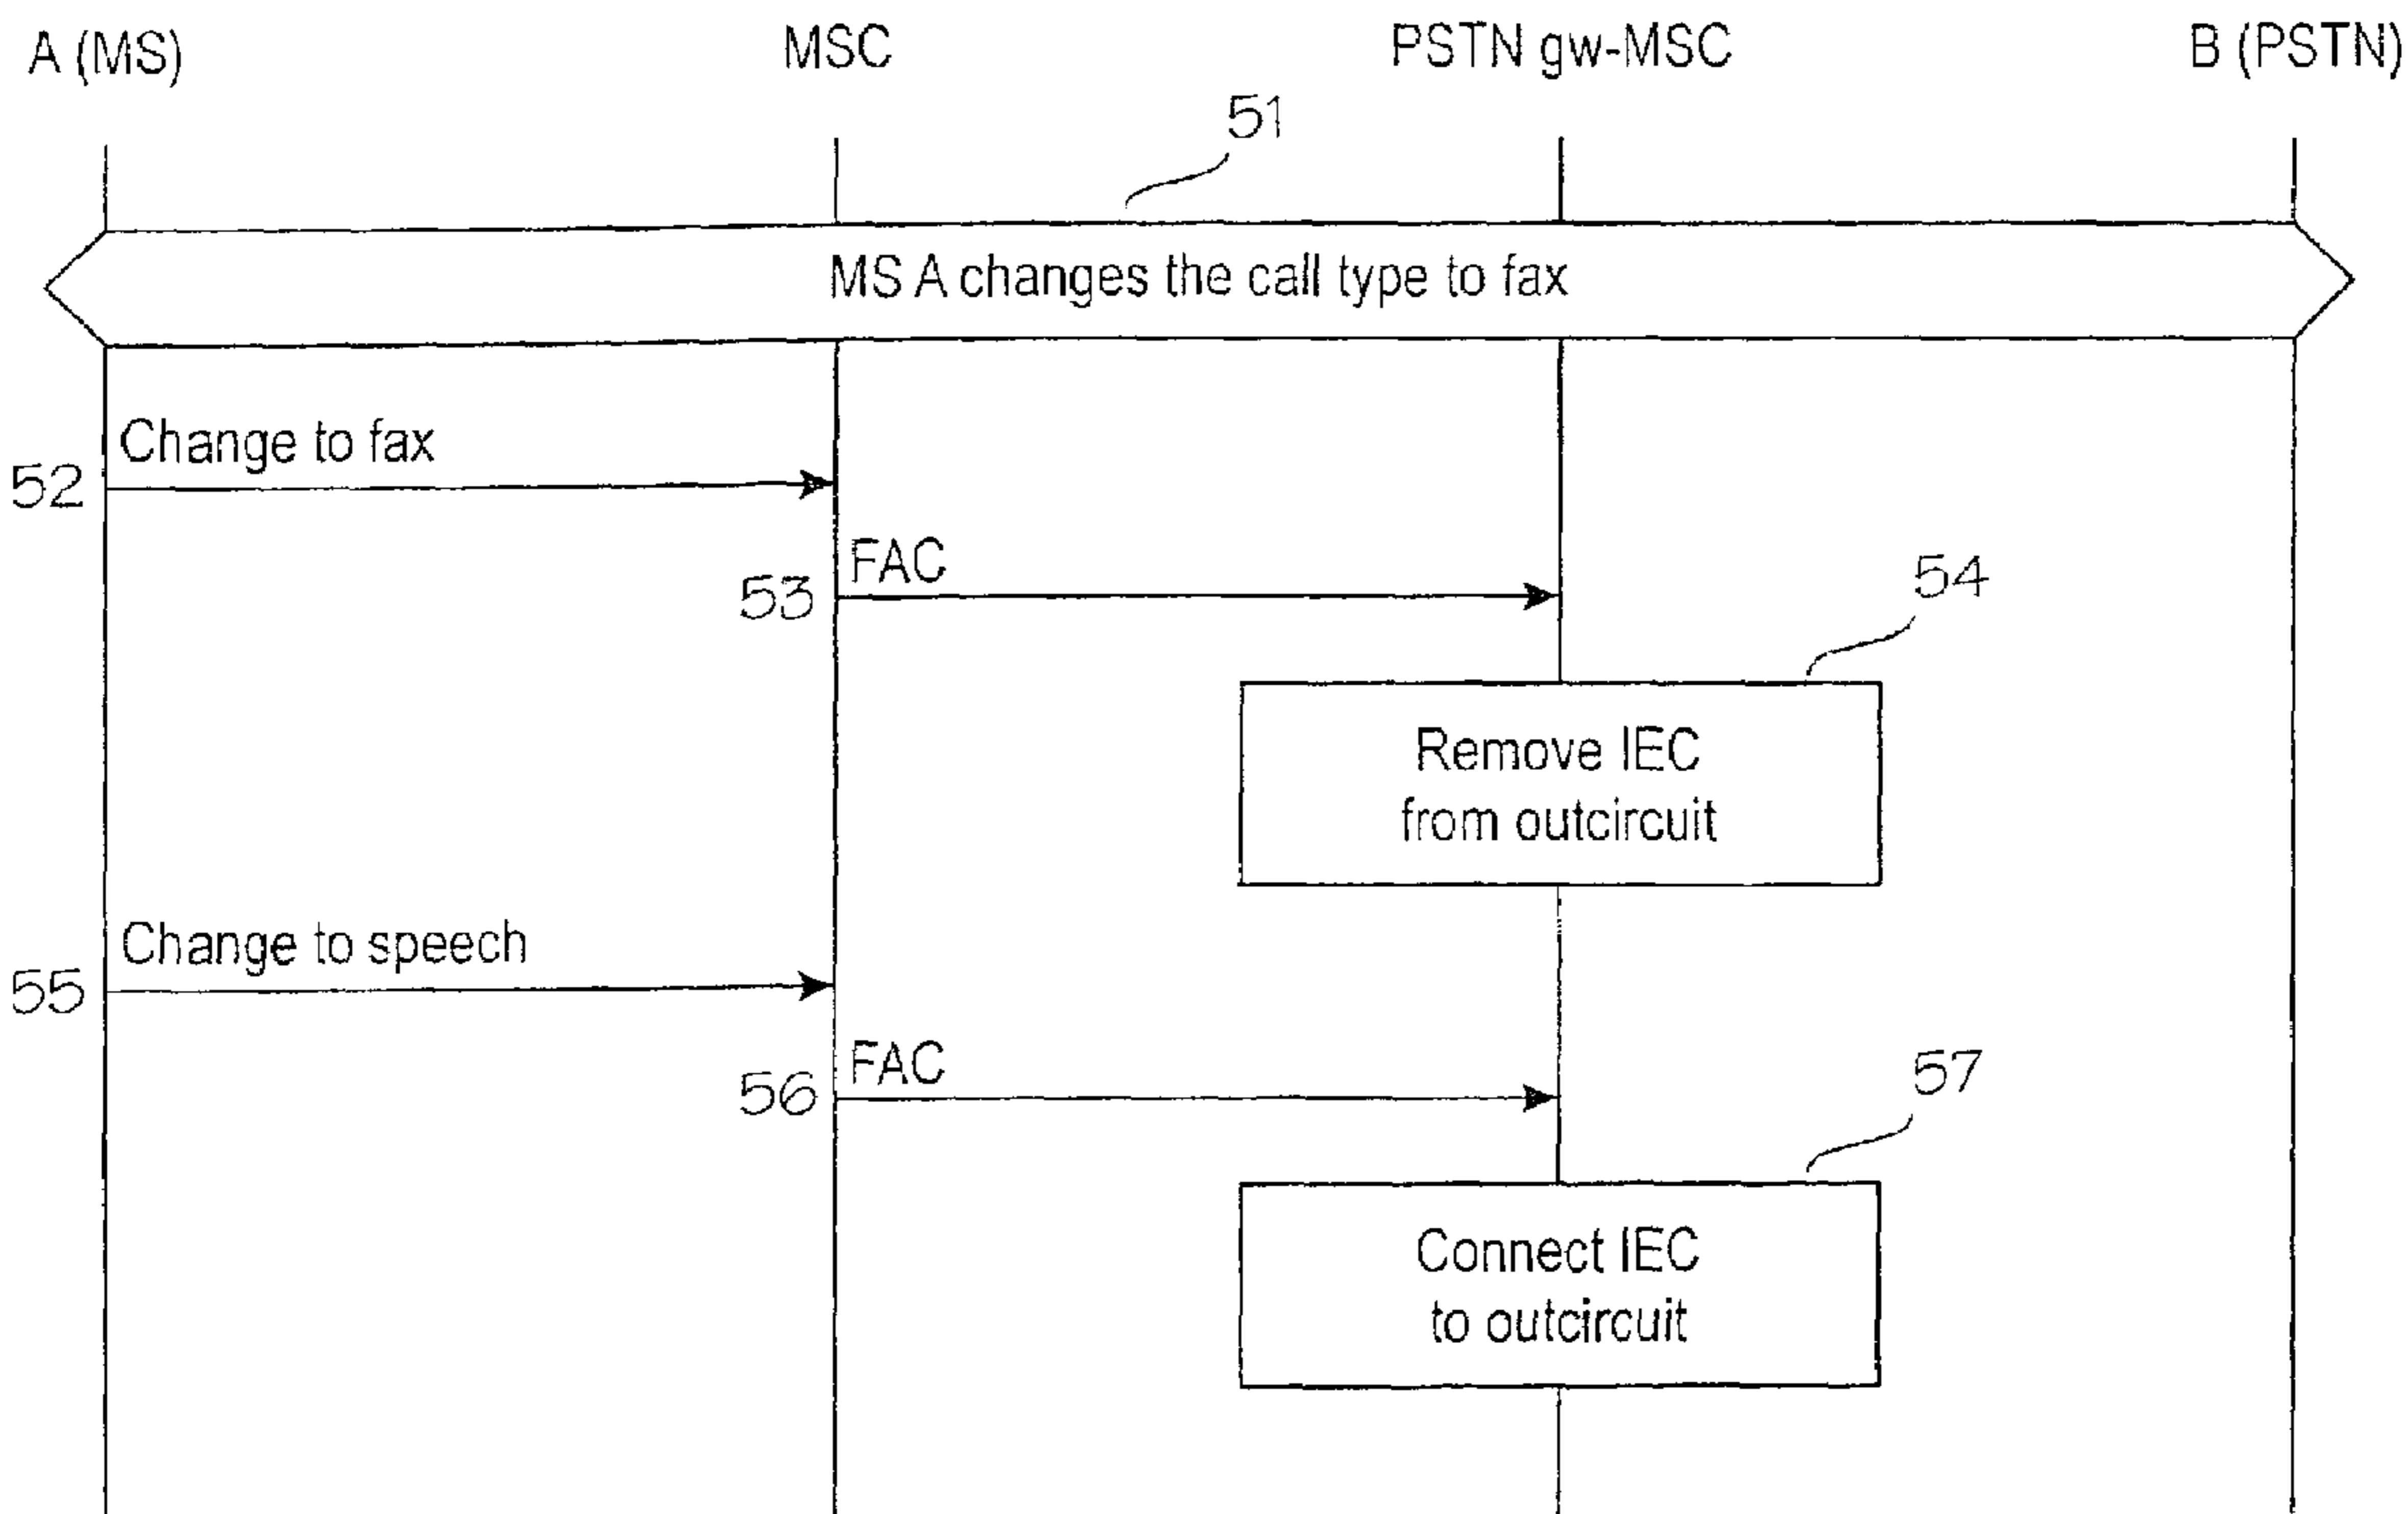 A (MS)
MSC
PSTN gw-MSC
B (PSTN)
51
MS A changes the call type to fax
Change to fax
52
FAC
53
54
Remove IEC
from outcircuit
Change to speech
55
FAC
56
57
Connect IEC
to outcircuit